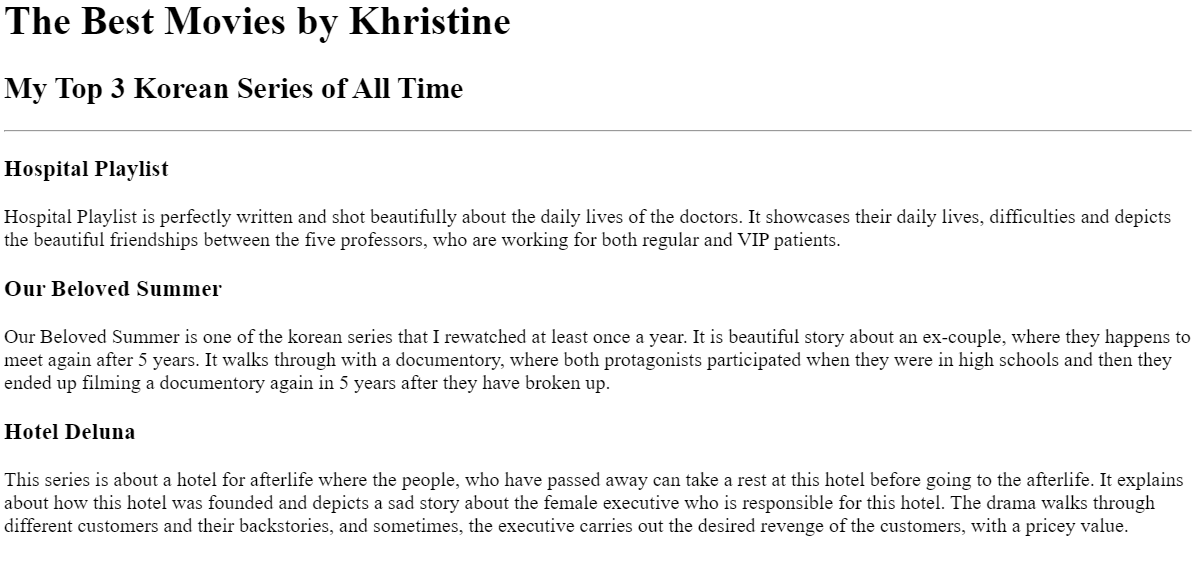 The Best Movies by Khristine
My Top 3 Korean Series of All Time
Hospital Playlist
Hospital Playlist is perfectly written and shot beautifully about the daily lives of the doctors. It showcases their daily lives, difficulties and depicts
the beautiful friendships between the five professors, who are working for both regular and VIP patients.
Our Beloved Summer
Our Beloved Summer is one of the korean series that I rewatched at least once a year. It is beautiful story about an ex-couple, where they happens to
meet again after 5 years. It walks through with a documentory, where both protagonists participated when they were in high schools and then they
ended up filming a documentory again in 5 years after they have broken up.
Hotel Deluna
This series is about a hotel for afterlife where the people, who have passed away can take a rest at this hotel before going to the afterlife. It explains
about how this hotel was founded and depicts a sad story about the female executive who is responsible for this hotel. The drama walks through
different customers and their backstories, and sometimes, the executive carries out the desired revenge of the customers, with a pricey value.